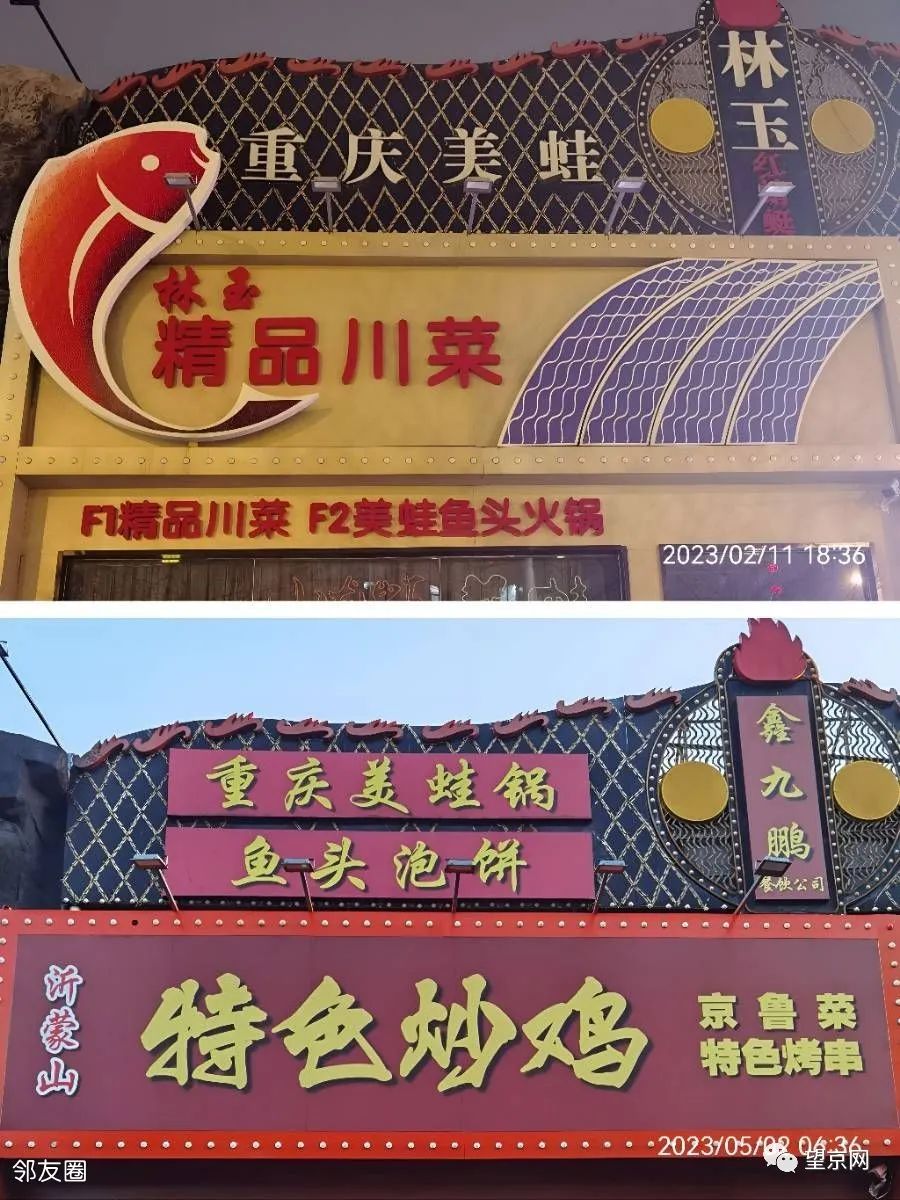 重庆美蛙
林玉
林玉
精品川菜
F1精品川菜 F2美蛙鱼头火锅
2023/02/11 18:36
重庆美蛙锅
鱼头泡饼
鑫九鹏
餐饮公司
沂蒙山
特色炒鸡
京鲁菜
特色烤串
2023/05/02 06:36
邻友圈
望京网